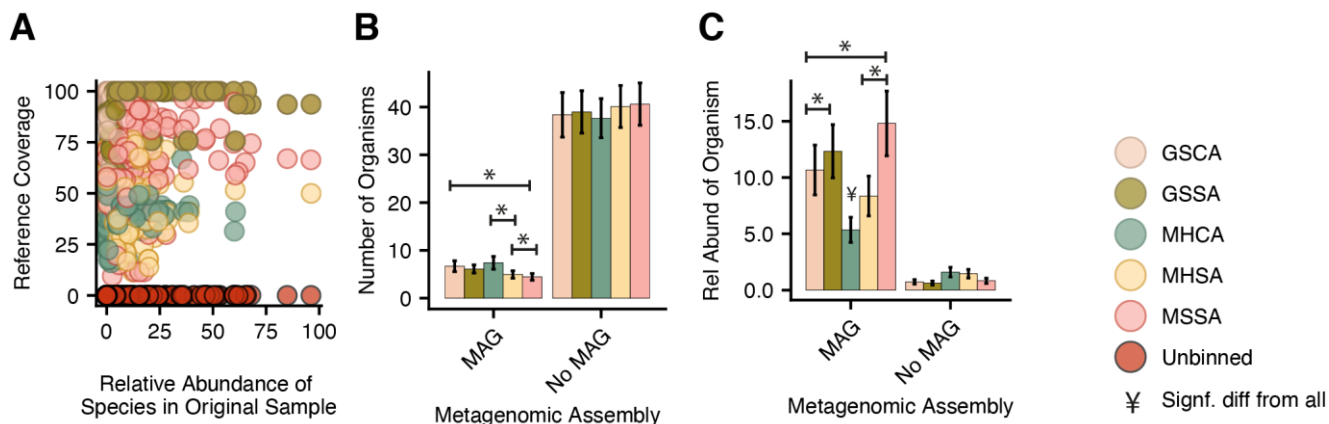 A
B
C
Reference Coverage
100
75
50
25
0
0 25 50 75 100
Relative Abundance of
Species in Original Sample
Number of Organisms
40
30
20
10
0
*
*
*
MAG
No MAG
Metagenomic Assembly
Rel Abund of Organism
15.0
10.0
5.0
0.0
*
*
*
¥
MAG
No MAG
Metagenomic Assembly
GSCA
GSSA
MHCA
MHSA
MSSA
Unbinned
¥ Signf. diff from all